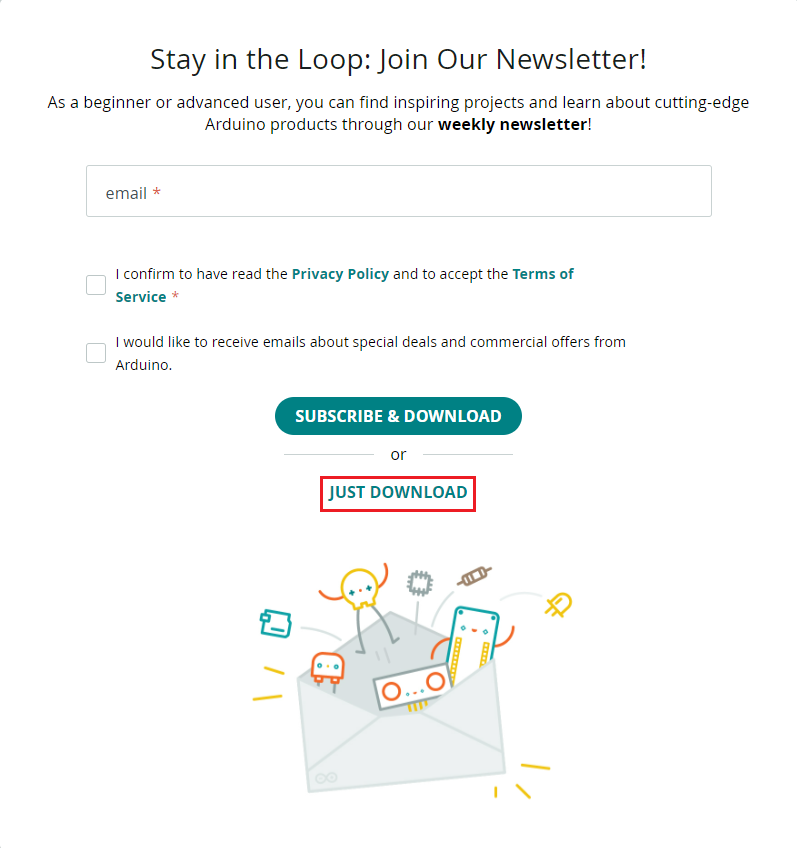 Stay in the Loop: Join Our Newsletter!
As a beginner or advanced user, you can find inspiring projects and learn about cutting-edge
Arduino products through our weekly newsletter!
email *
I confirm to have read the Privacy Policy and to accept the Terms of
Service *
I would like to receive emails about special deals and commercial offers from
Arduino.
SUBSCRIBE & DOWNLOAD
or
JUST DOWNLOAD